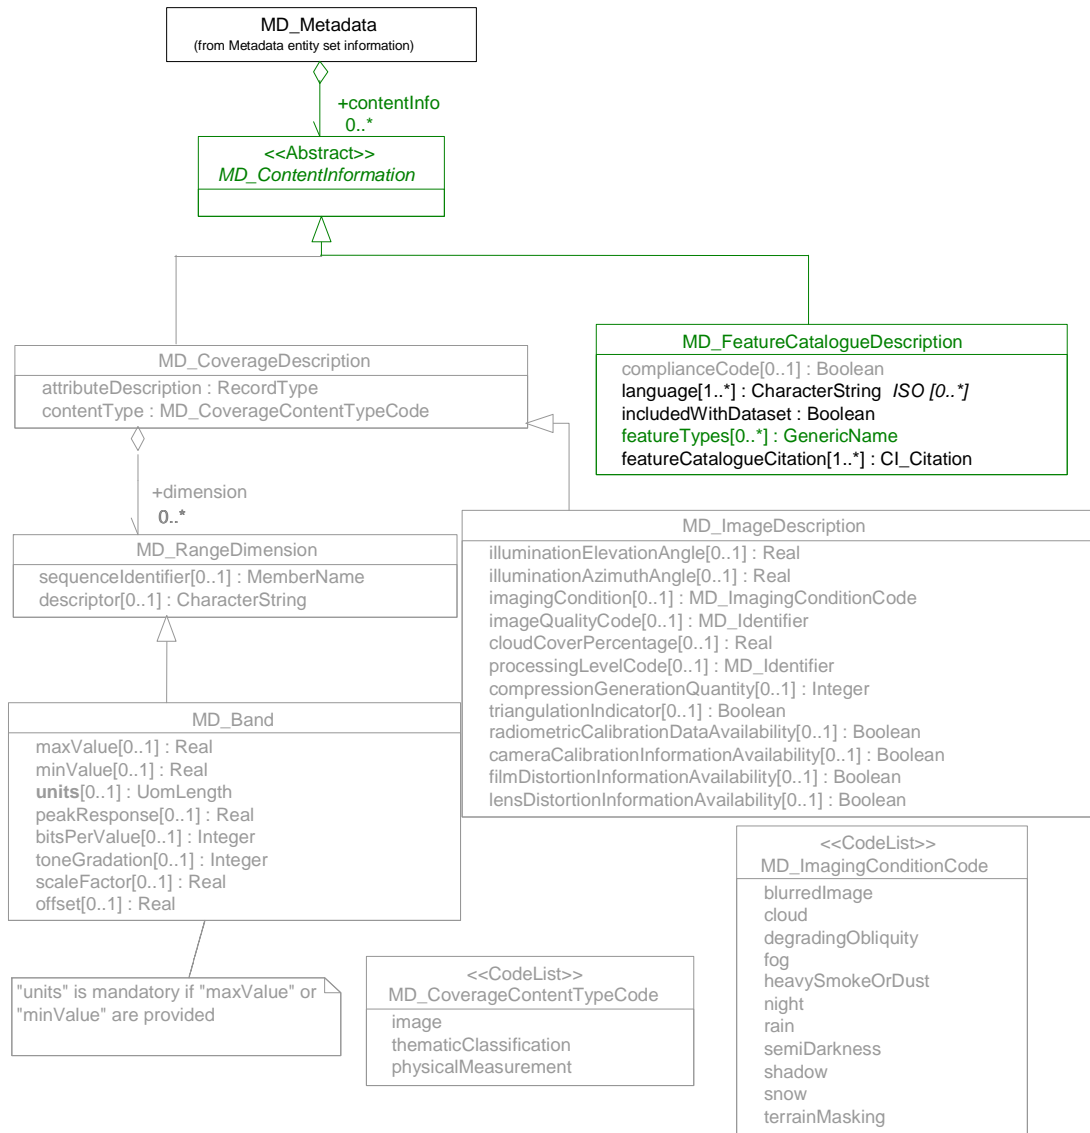 MD_Metadata
(from Metadata entity set information)
+contentInfo
0..*
<<Abstract>>
MD_ContentInformation
MD_CoverageDescription
attributeDescription : RecordType
contentType : MD_CoverageContentTypeCode
MD_FeatureCatalogueDescription
complianceCode[0..1] : Boolean
language[1..*] : CharacterString ISO [0..*]
includedWithDataset : Boolean
featureTypes[0..*] : GenericName
featureCatalogueCitation[1..*] : CI_Citation
+dimension
0..*
MD_RangeDimension
sequenceIdentifier[0..1] : MemberName
descriptor[0..1] : CharacterString
MD_ImageDescription
illuminationElevationAngle[0..1] : Real
illuminationAzimuthAngle[0..1] : Real
imagingCondition[0..1] : MD_ImagingConditionCode
imageQualityCode[0..1] : MD_Identifier
cloudCoverPercentage[0..1] : Real
processingLevelCode[0..1] : MD_Identifier
compressionGenerationQuantity[0..1] : Integer
triangulationIndicator[0..1] : Boolean
radiometricCalibrationDataAvailability[0..1] : Boolean
cameraCalibrationInformationAvailability[0..1] : Boolean
filmDistortionInformationAvailability[0..1] : Boolean
lensDistortionInformationAvailability[0..1] : Boolean
MD_Band
maxValue[0..1] : Real
minValue[0..1] : Real
units[0..1] : UomLength
peakResponse[0..1] : Real
bitsPerValue[0..1] : Integer
toneGradation[0..1] : Integer
scaleFactor[0..1] : Real
offset[0..1] : Real
"units" is mandatory if "maxValue" or
"minValue" are provided
<<CodeList>>
MD_CoverageContentTypeCode
image
thematicClassification
physicalMeasurement
<<CodeList>>
MD_ImagingConditionCode
blurredImage
cloud
degradingObliquity
fog
heavySmokeOrDust
night
rain
semiDarkness
shadow
snow
terrainMasking